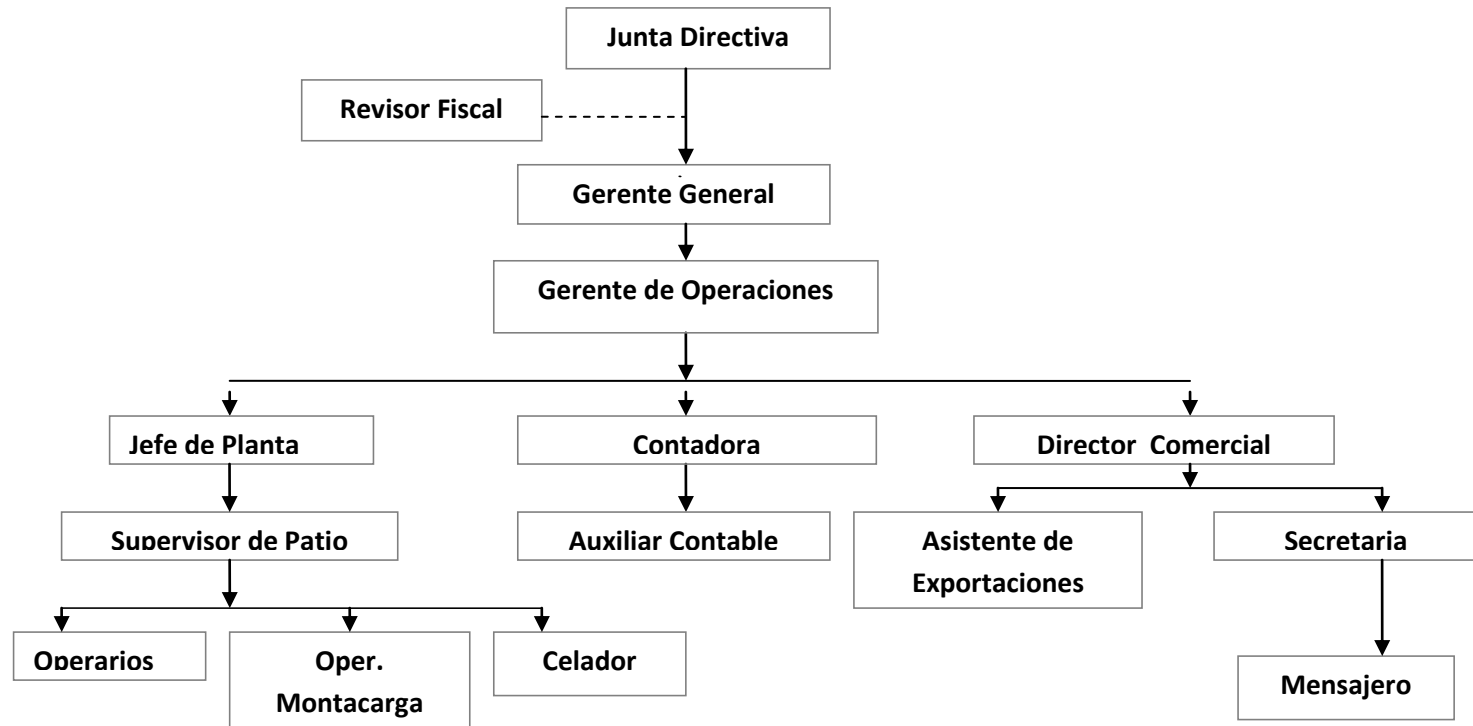 Junta Directiva
Revisor Fiscal
Gerente General
Gerente de Operaciones
Jefe de Planta
Contadora
Director Comercial
Supervisor de Patio
Auxiliar Contable
Asistente de
Exportaciones
Secretaria
Operarios
Oper.
Montacarga
Celador
Mensajero